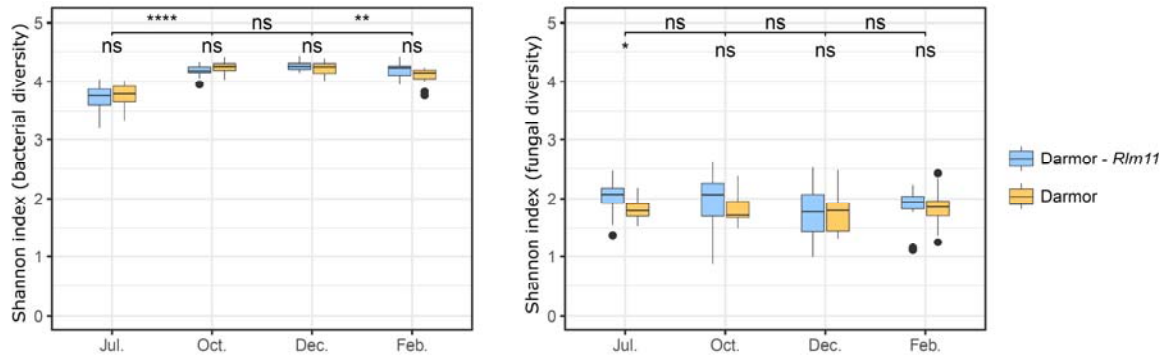 Shannon index (bacterial diversity)
5
4
3
2
1
0
****
ns
**
ns
ns
ns
ns
Jul.
Oct.
Dec.
Feb.
Shannon index (fungal diversity)
5
4
3
2
1
0
ns
ns
ns
*
ns
ns
ns
Jul.
Oct.
Dec.
Feb.
Darmor - Rlm11
Darmor